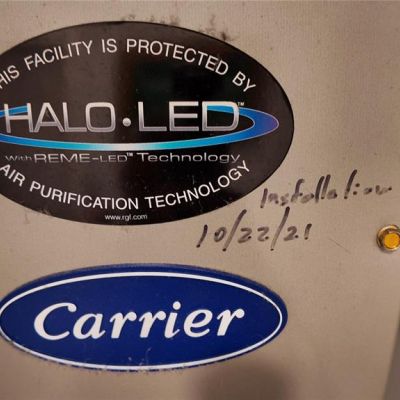 HIS FACILITY IS PROTECTED BY
HALO·LED™
with REME-LED™ Technology
AIR PURIFICATION TECHNOLOGY
www.rgf.com
Installation
10/22/21
Carrier